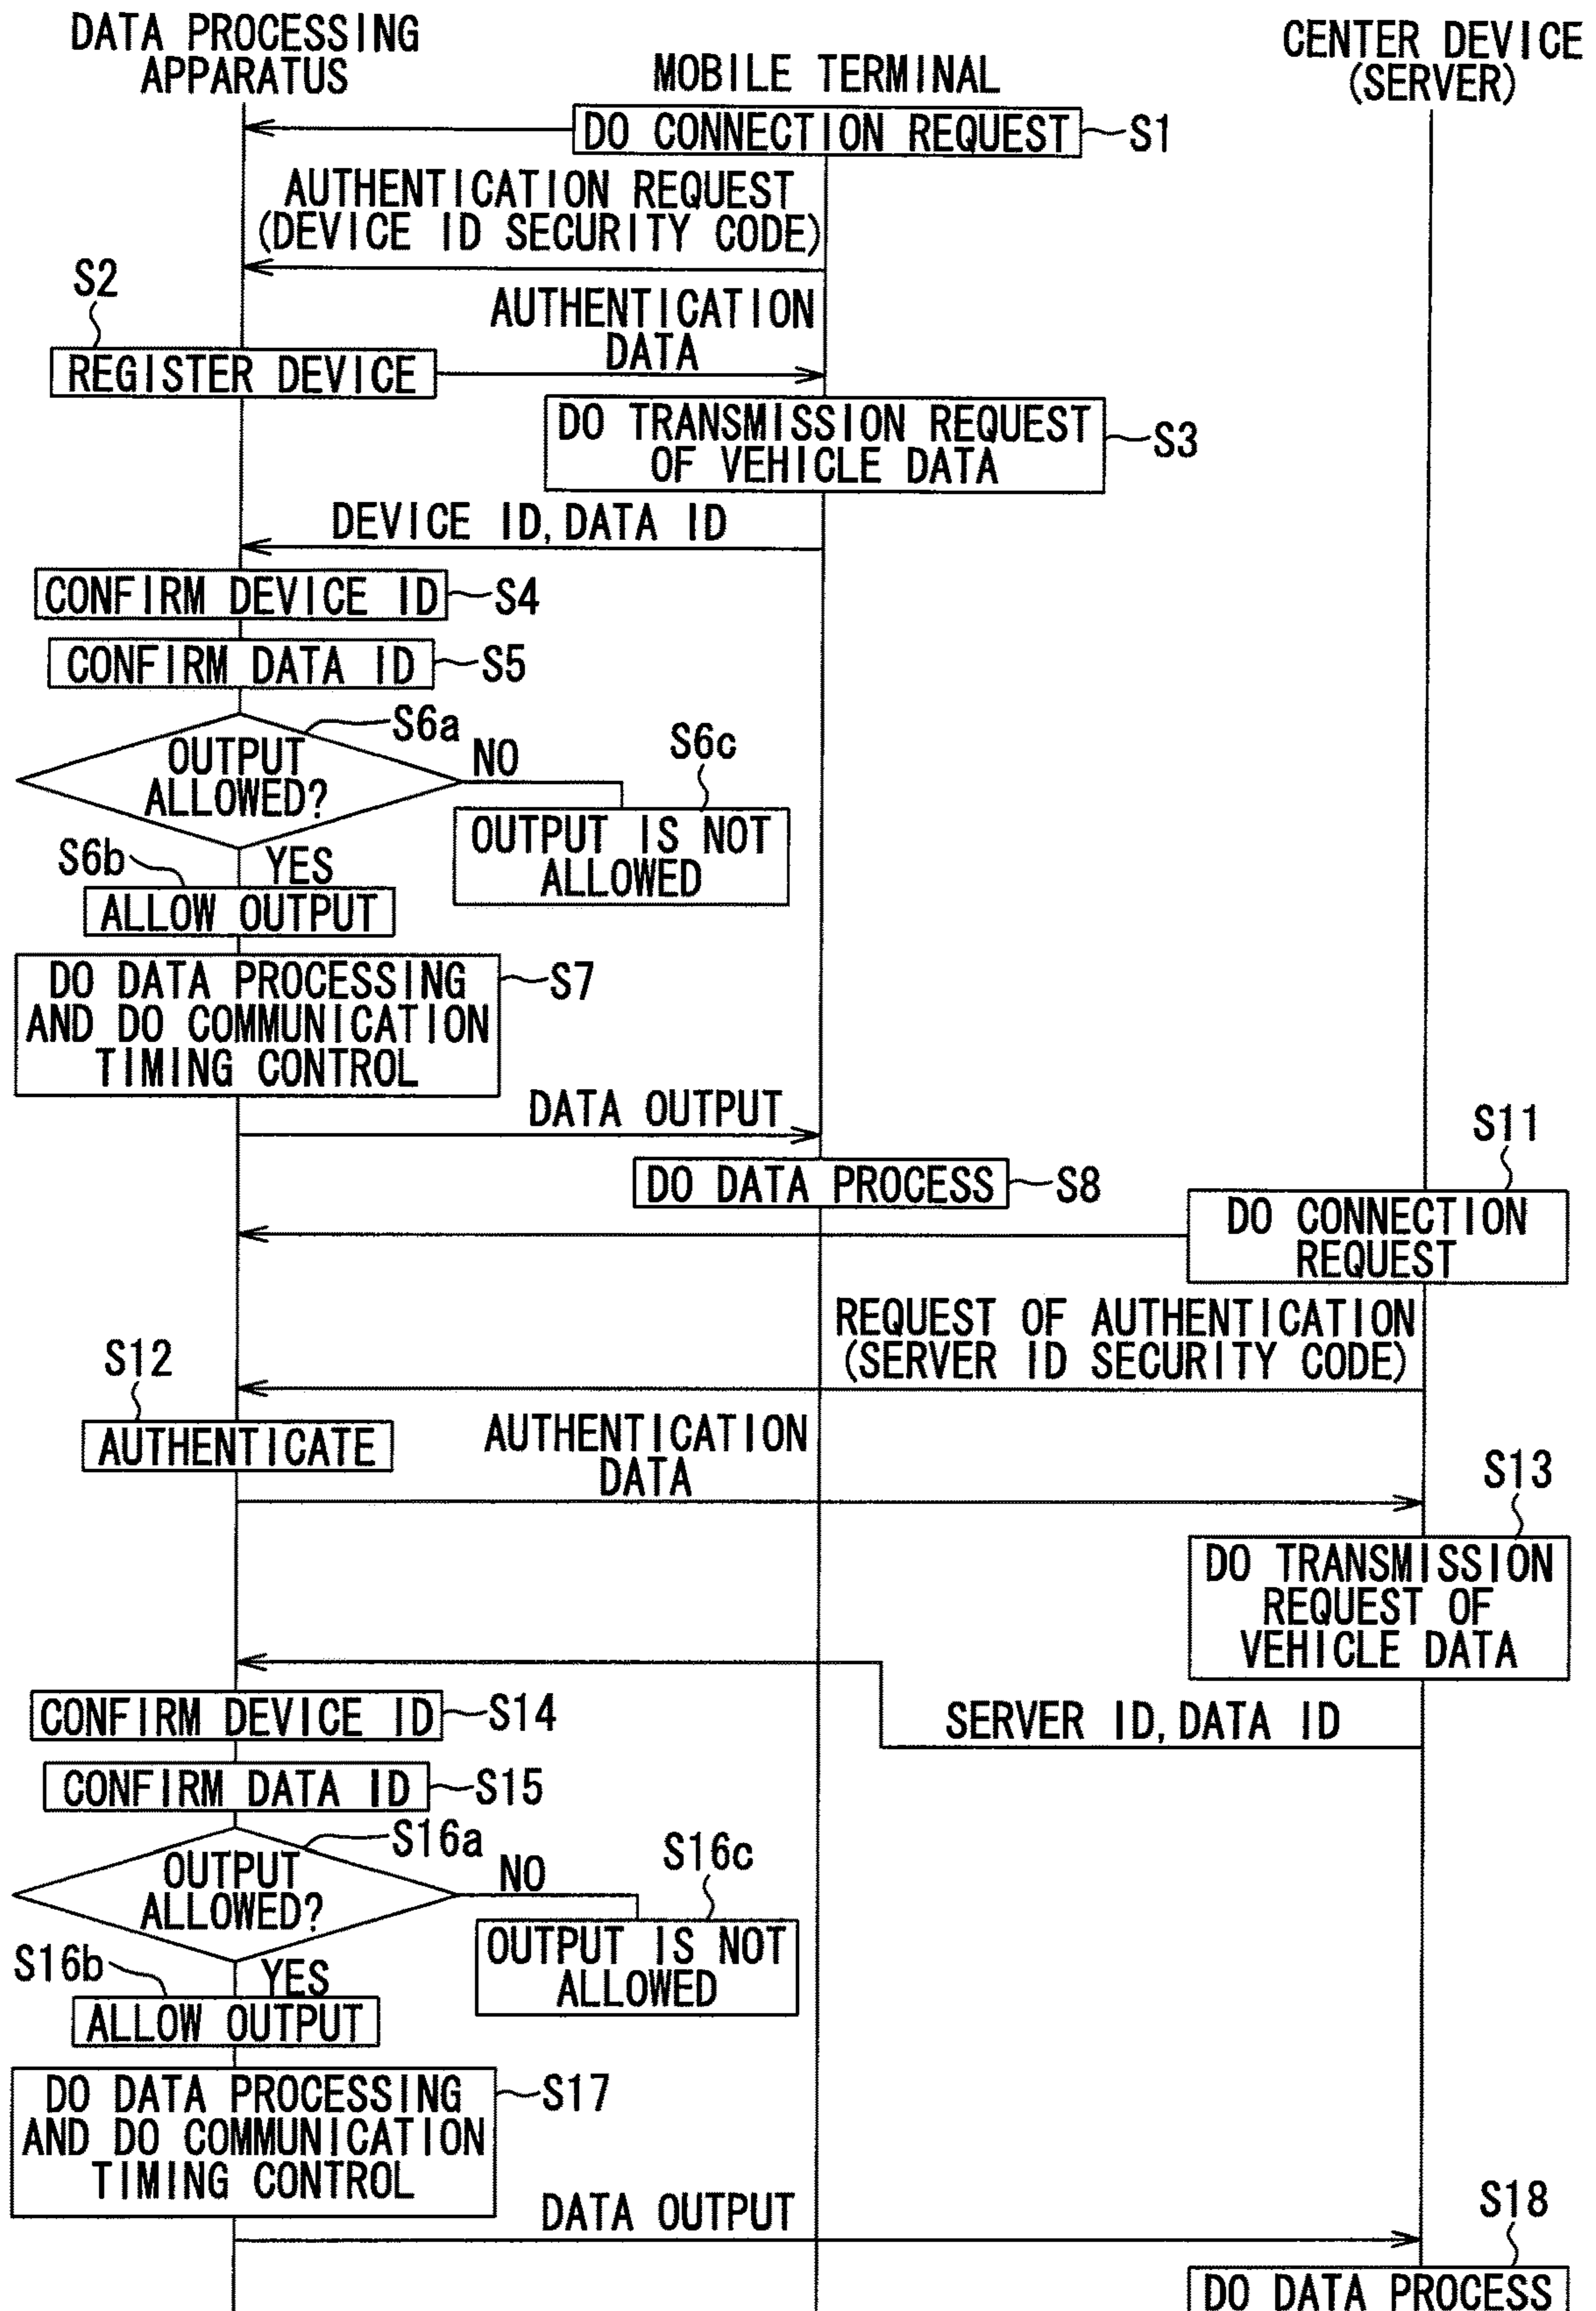 DATA PROCESSING
APPARATUS
MOBILE TERMINAL
CENTER DEVICE
(SERVER)
DO CONNECTION REQUEST
S1
AUTHENTICATION REQUEST
(DEVICE ID SECURITY CODE)
S2
AUTHENTICATION
DATA
REGISTER DEVICE
DO TRANSMISSION REQUEST
OF VEHICLE DATA
S3
DEVICE ID, DATA ID
CONFIRM DEVICE ID
S4
CONFIRM DATA ID
S5
S6a
OUTPUT
ALLOWED?
NO
S6c
OUTPUT IS NOT
ALLOWED
S6b
YES
ALLOW OUTPUT
DO DATA PROCESSING
AND DO COMMUNICATION
TIMING CONTROL
S7
DATA OUTPUT
S11
DO DATA PROCESS
S8
DO CONNECTION
REQUEST
REQUEST OF AUTHENTICATION
(SERVER ID SECURITY CODE)
S12
AUTHENTICATE
AUTHENTICATION
DATA
S13
DO TRANSMISSION
REQUEST OF
VEHICLE DATA
CONFIRM DEVICE ID
S14
SERVER ID, DATA ID
CONFIRM DATA ID
S15
S16a
OUTPUT
ALLOWED?
NO
S16c
OUTPUT IS NOT
ALLOWED
S16b
YES
ALLOW OUTPUT
DO DATA PROCESSING
AND DO COMMUNICATION
TIMING CONTROL
S17
DATA OUTPUT
S18
DO DATA PROCESS